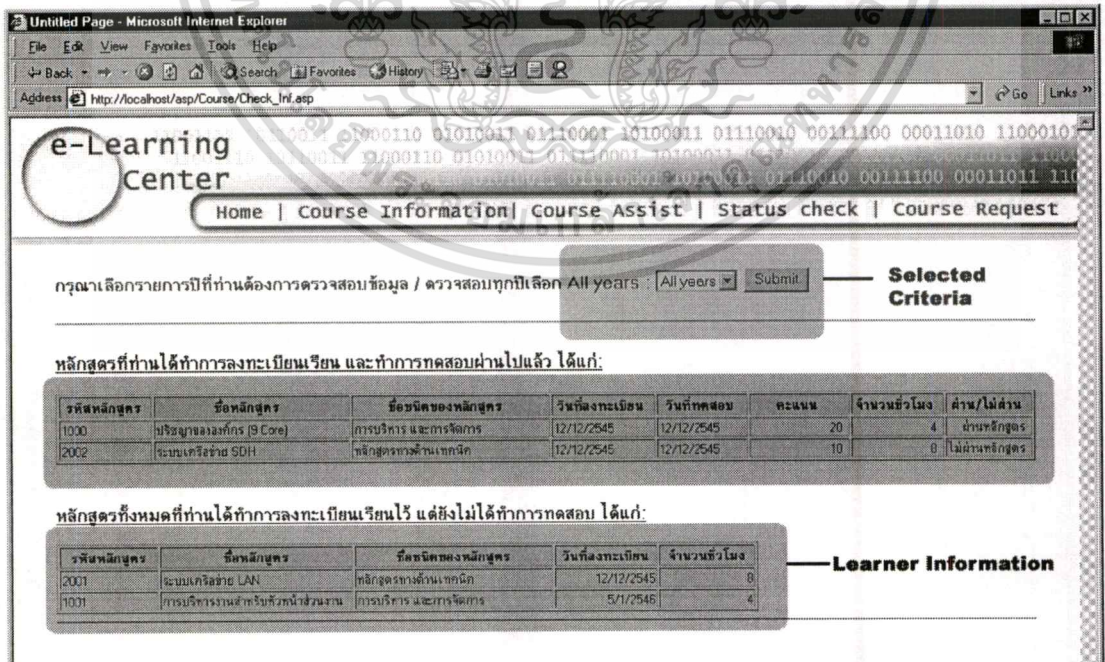 Untitled Page - Microsoft Internet Explorer
File Edit View Favorites Tools Help
Back Search Favorites History
Address http://localhost/asp/Course/Check_Inf.asp Go Links »
e-Learning
Center
1000110 01010011 01110001 10100011 01110010 00111100 00011010 1100010
11000110 01010011 011110001 10100011
01110010 00111100 00011011 110
Home | Course Information| Course Assist | Status check | Course Request
กรุณาเลือกรายการปีที่ท่านต้องการตรวจสอบข้อมูล / ตรวจสอบทุกปีเลือก All years : All years Submit Selected
Criteria
หลักสูตรที่ท่านได้ทำการลงทะเบียนเรียน และทำการทดสอบผ่านไปแล้ว ได้แก่:
รหัสหลักสูตร ชื่อหลักสูตร ชื่อชนิดของหลักสูตร วันที่ลงทะเบียน วันที่ทดสอบ คะแนน จำนวนชั่วโมง ผ่าน/ไม่ผ่าน
1000 ปรัชญาขององค์กร (9 Core) การบริหาร และการจัดการ 12/12/2545 12/12/2545 20 4 ผ่านหลักสูตร
2002 ระบบเครือข่าย SDH หลักสูตรทางด้านเทคนิค 12/12/2545 12/12/2545 10 8 ไม่ผ่านหลักสูตร
หลักสูตรทั้งหมดที่ท่านได้ทำการลงทะเบียนเรียนไว้ แต่ยังไม่ได้ทำการทดสอบ ได้แก่:
รหัสหลักสูตร ชื่อหลักสูตร ชื่อชนิดของหลักสูตร วันที่ลงทะเบียน จำนวนชั่วโมง
2001 ระบบเครือข่าย LAN หลักสูตรทางด้านเทคนิค 12/12/2545 8
1001 การบริหารงานสำหรับหัวหน้าส่วนงาน การบริหาร และการจัดการ 5/1/2546 4
Learner Information